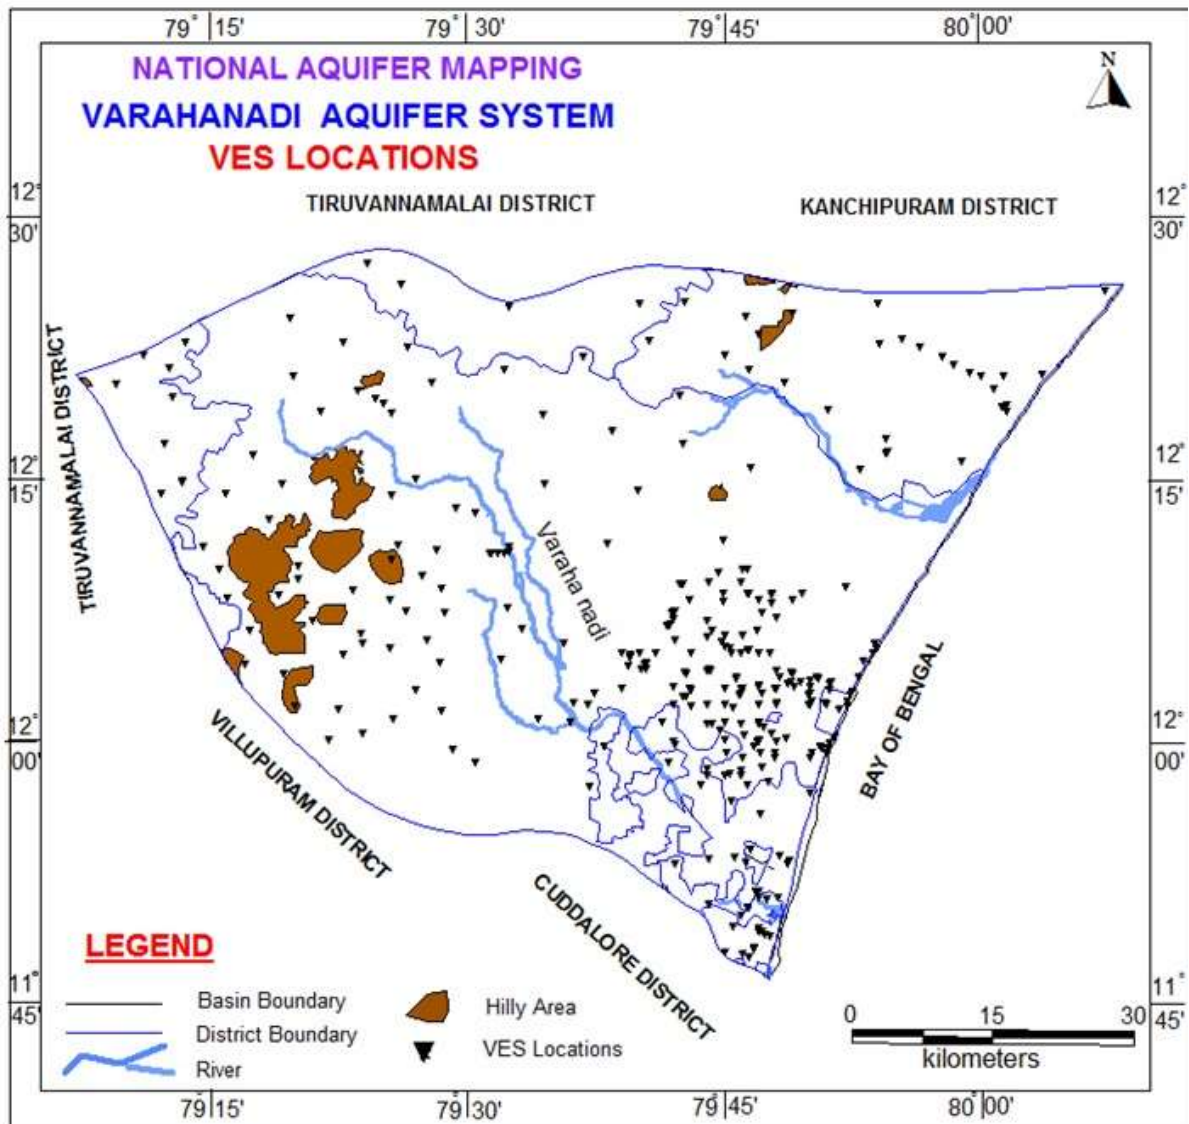 79° 15' 79° 30' 79° 45' 80° 00'
NATIONAL AQUIFER MAPPING
VARAHANADI AQUIFER SYSTEM
VES LOCATIONS
N
12° 30'
TIRUVANNAMALAI DISTRICT
KANCHIPURAM DISTRICT
12° 30'
TIRUVANNAMALAI DISTRICT
12° 15'
12° 15'
Varaha nadi
12° 00'
VILLUPURAM DISTRICT
BAY OF BENGAL
12° 00'
CUDDALORE DISTRICT
LEGEND
Basin Boundary
District Boundary
River
Hilly Area
VES Locations
11° 45'
11° 45'
0 15 30
kilometers
79° 15' 79° 30' 79° 45' 80° 00'